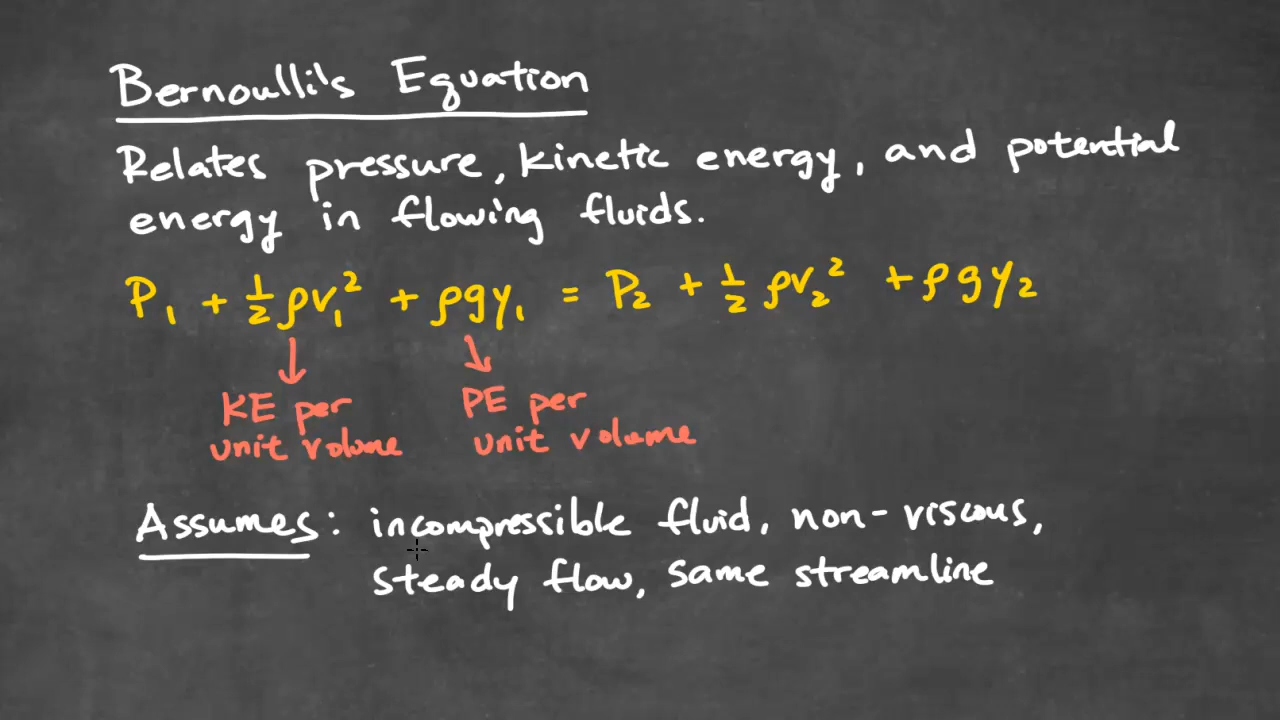 Bernoulli's Equation
Relates pressure, kinetic energy, and potential
energy in flowing fluids.
P₁ + ½ρv₁² + ρgy₁ = P₂ + ½ρv₂² + ρgy₂
KE per
unit volume
PE per
unit volume
Assumes: incompressible fluid, non-viscous,
steady flow, same streamline